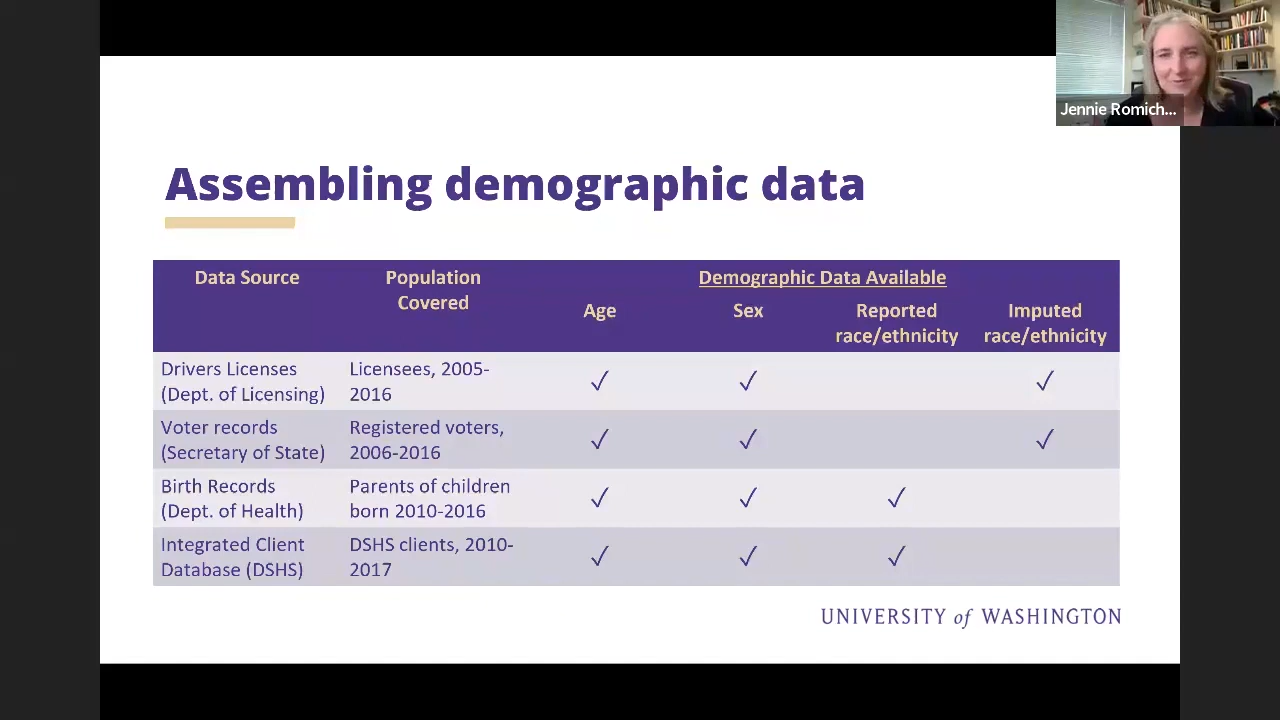 Jennie Romich...
Assembling demographic data
Data Source
Population
Covered
Demographic Data Available
Age
Sex
Reported
race/ethnicity
Imputed
race/ethnicity
Drivers Licenses
(Dept. of Licensing)
Licensees, 2005-
2016
✓
✓
✓
Voter records
(Secretary of State)
Registered voters,
2006-2016
✓
✓
✓
Birth Records
(Dept. of Health)
Parents of children
born 2010-2016
✓
✓
✓
Integrated Client
Database (DSHS)
DSHS clients, 2010-
2017
✓
✓
✓
UNIVERSITY of WASHINGTON